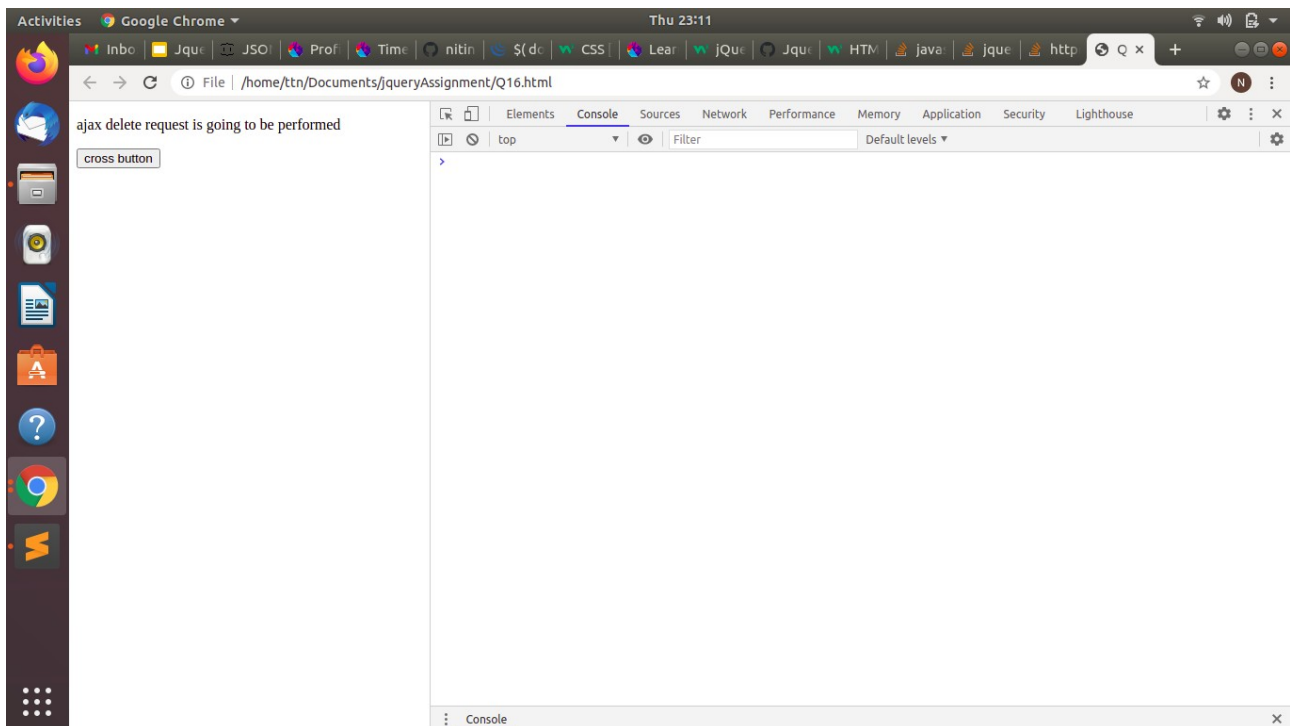 Activities Google Chrome ▾ Thu 23:11
Inbo Jque JSO Prof Time nitin $( do CSS [ Lear jQue Jque HTM java: jque http Q × +
File | /home/ttn/Documents/jqueryAssignment/Q16.html N
Elements Console Sources Network Performance Memory Application Security Lighthouse
ajax delete request is going to be performed
top Filter Default levels ▾
cross button
>
Console